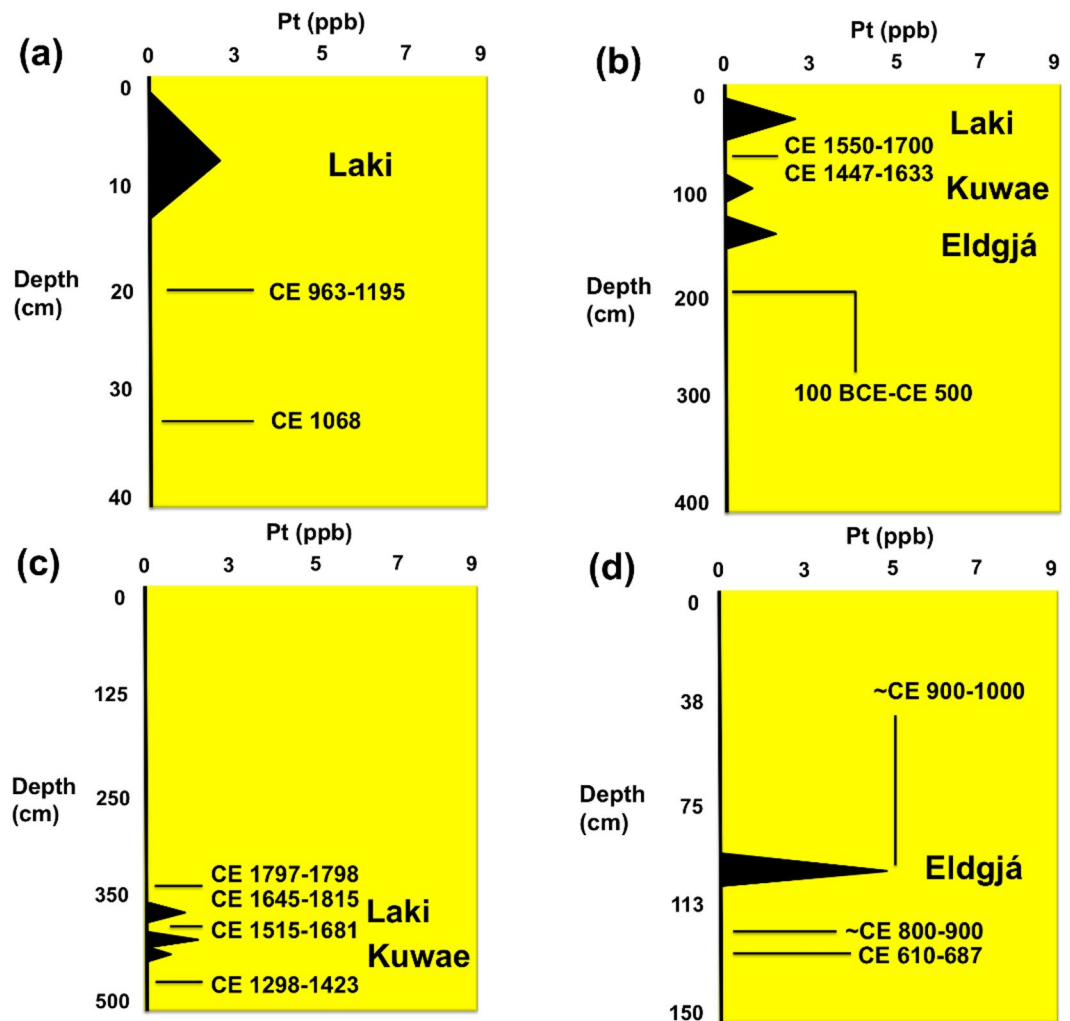 (a)
Pt (ppb)
0 3 5 7 9
0
10
20
30
40
Depth
(cm)
Laki
CE 963-1195
CE 1068
(b)
Pt (ppb)
0 3 5 7 9
0
100
200
300
400
Depth
(cm)
Laki
CE 1550-1700
CE 1447-1633
Kuwae
Eldgjá
100 BCE-CE 500
(c)
Pt (ppb)
0 3 5 7 9
0
125
250
350
500
Depth
(cm)
CE 1797-1798
CE 1645-1815
Laki
CE 1515-1681
Kuwae
CE 1298-1423
(d)
Pt (ppb)
0 3 5 7 9
0
38
75
113
150
Depth
(cm)
~CE 900-1000
Eldgjá
~CE 800-900
CE 610-687